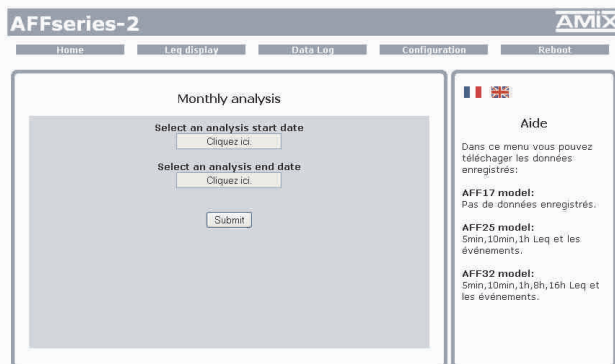 AFFseries-2
AMIX
Home
Leq display
Data Log
Configuration
Reboot
Monthly analysis
Select an analysis start date
Cliquez ici.
Select an analysis end date
Cliquez ici.
Submit
Aide
Dans ce menu vous pouvez
téléchager les données
enregistrés:
AFF17 model:
Pas de données enregistrés.
AFF25 model:
5min,10min,1h Leq et les
événements.
AFF32 model:
5min,10min,1h,8h,16h Leq et
les événements.